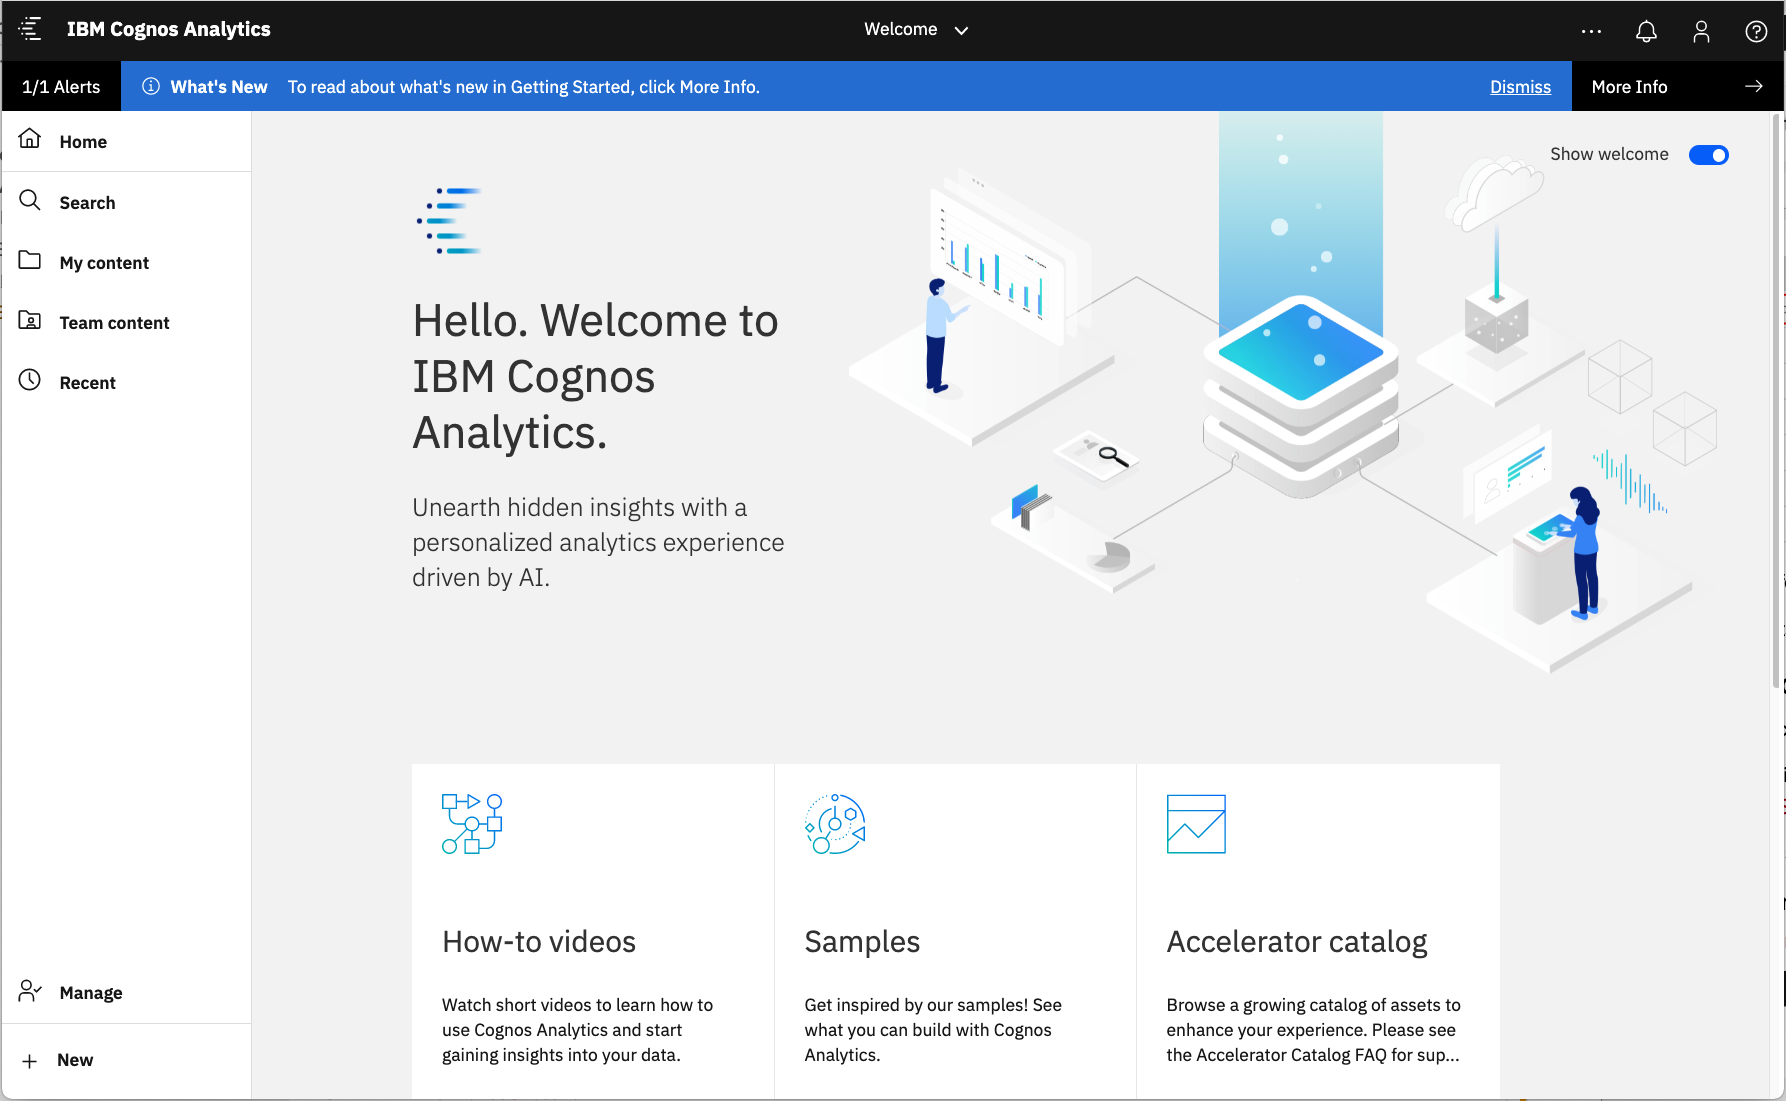 IBM Cognos Analytics
Welcome
1/1 Alerts
What's New To read about what's new in Getting Started, click More Info.
Dismiss
More Info
Home
Search
My content
Team content
Recent
Manage
New
Show welcome
Hello. Welcome to
IBM Cognos
Analytics.
Unearth hidden insights with a
personalized analytics experience
driven by AI.
How-to videos
Watch short videos to learn how to
use Cognos Analytics and start
gaining insights into your data.
Samples
Get inspired by our samples! See
what you can build with Cognos
Analytics.
Accelerator catalog
Browse a growing catalog of assets to
enhance your experience. Please see
the Accelerator Catalog FAQ for sup...